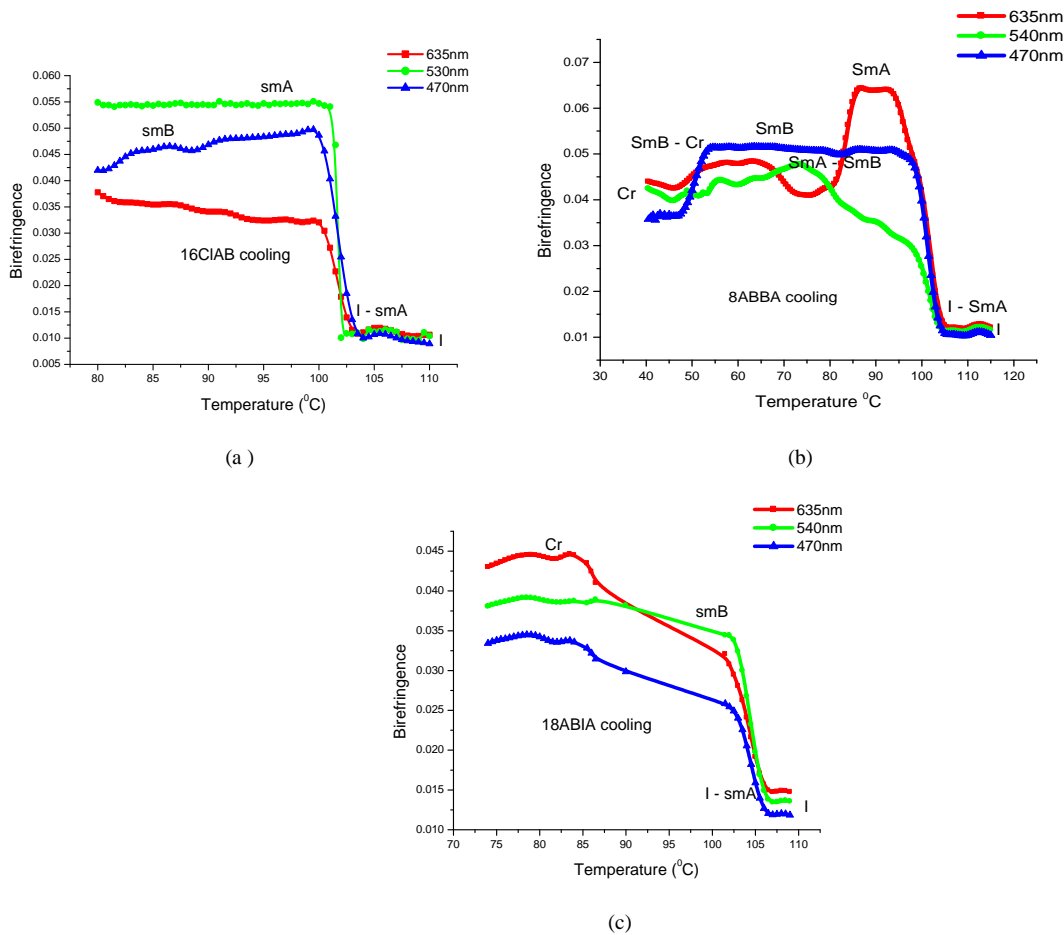 635nm
530nm
470nm
0.060
0.055
0.050
0.045
0.040
0.035
0.030
0.025
0.020
0.015
0.010
0.005
Birefringence
smA
smB
16ClAB cooling
I - smA
I
80
85
90
95
100
105
110
Temperature (⁰C)
(a )
635nm
540nm
470nm
0.07
0.06
0.05
0.04
0.03
0.02
0.01
Birefringence
SmA
SmB - Cr
SmB
SmA - SmB
Cr
8ABBA cooling
I - SmA
I
30
40
50
60
70
80
90
100
110
120
Temperature ⁰C
(b)
635nm
540nm
470nm
0.045
0.040
0.035
0.030
0.025
0.020
0.015
0.010
Birefringence
Cr
smB
18ABIA cooling
I - smA
I
70
75
80
85
90
95
100
105
110
Temperature (⁰C)
(c)